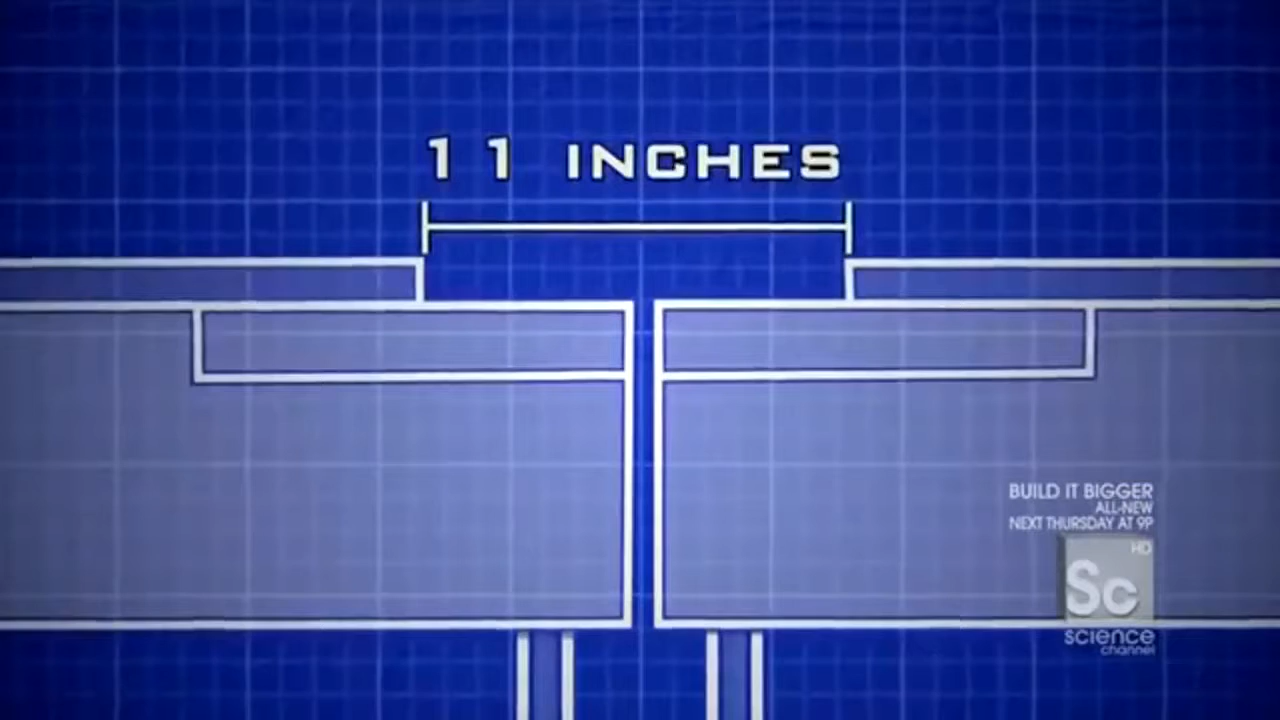 11 INCHES
BUILD IT BIGGER
ALL-NEW
NEXT THURSDAY AT 9P
HD
Sc
science
channel